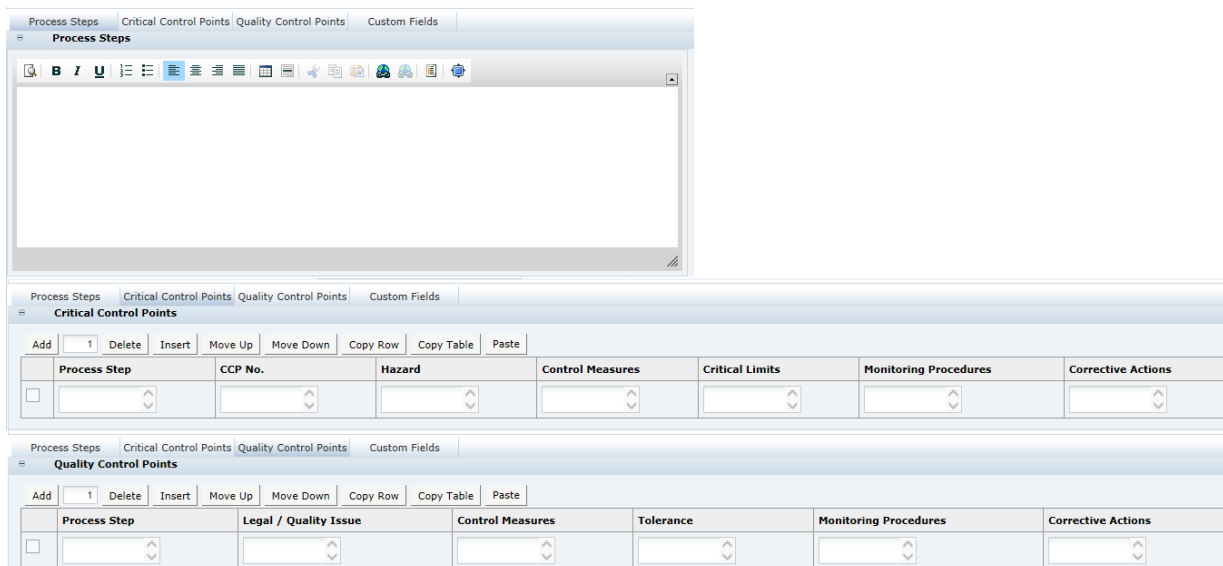 Process Steps Critical Control Points Quality Control Points Custom Fields
Process Steps
B I U
Process Steps Critical Control Points Quality Control Points Custom Fields
Critical Control Points
Add 1 Delete Insert Move Up Move Down Copy Row Copy Table Paste
Process Step CCP No. Hazard Control Measures Critical Limits Monitoring Procedures Corrective Actions
Process Steps Critical Control Points Quality Control Points Custom Fields
Quality Control Points
Add 1 Delete Insert Move Up Move Down Copy Row Copy Table Paste
Process Step Legal / Quality Issue Control Measures Tolerance Monitoring Procedures Corrective Actions